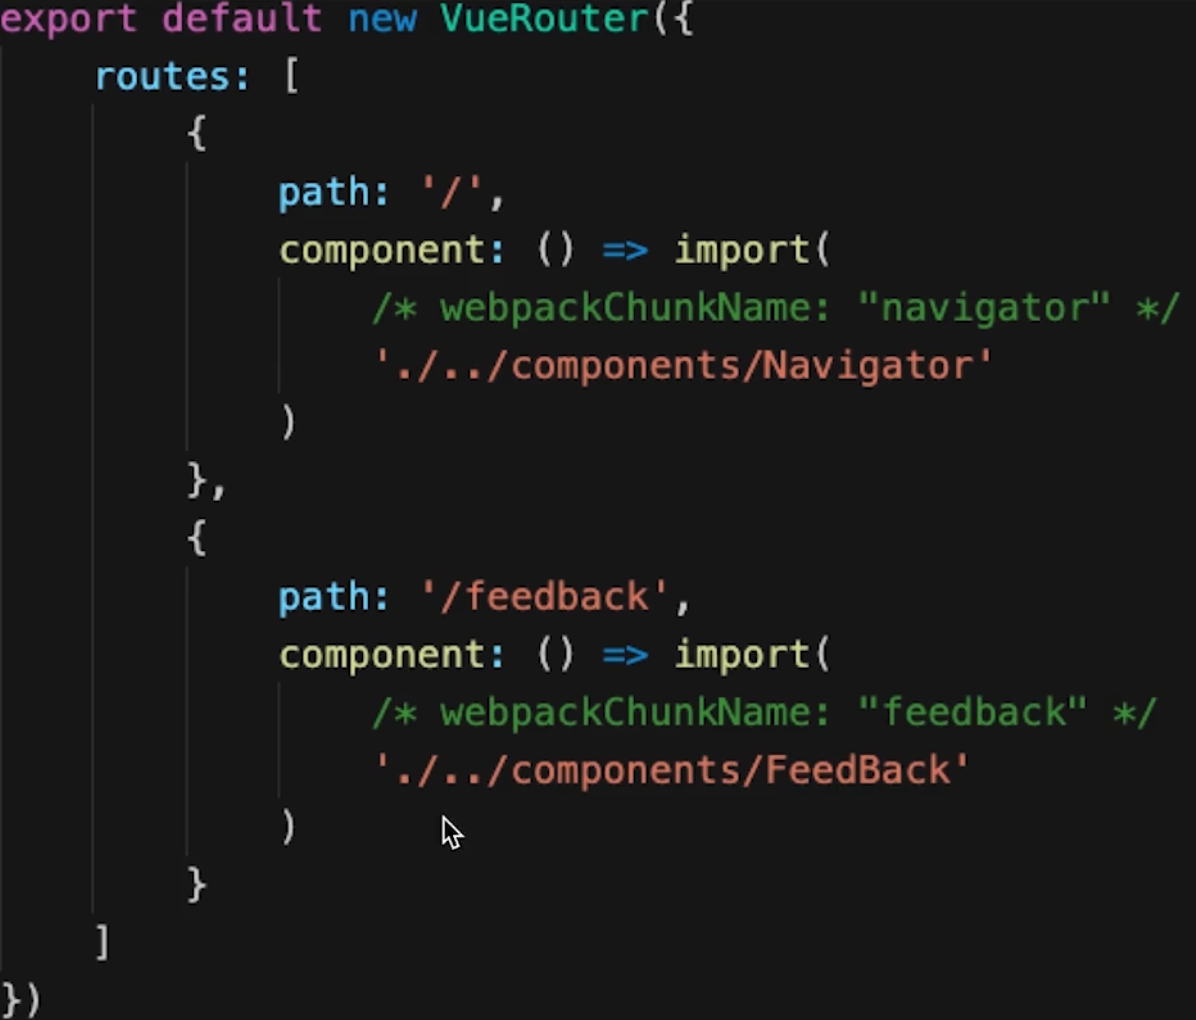 export default new VueRouter({
    routes: [
        {
            path: '/',
            component: () => import(
                /* webpackChunkName: "navigator" */
                './../components/Navigator'
            )
        },
        {
            path: '/feedback',
            component: () => import(
                /* webpackChunkName: "feedback" */
                './../components/FeedBack'
            )
        }
    ]
})